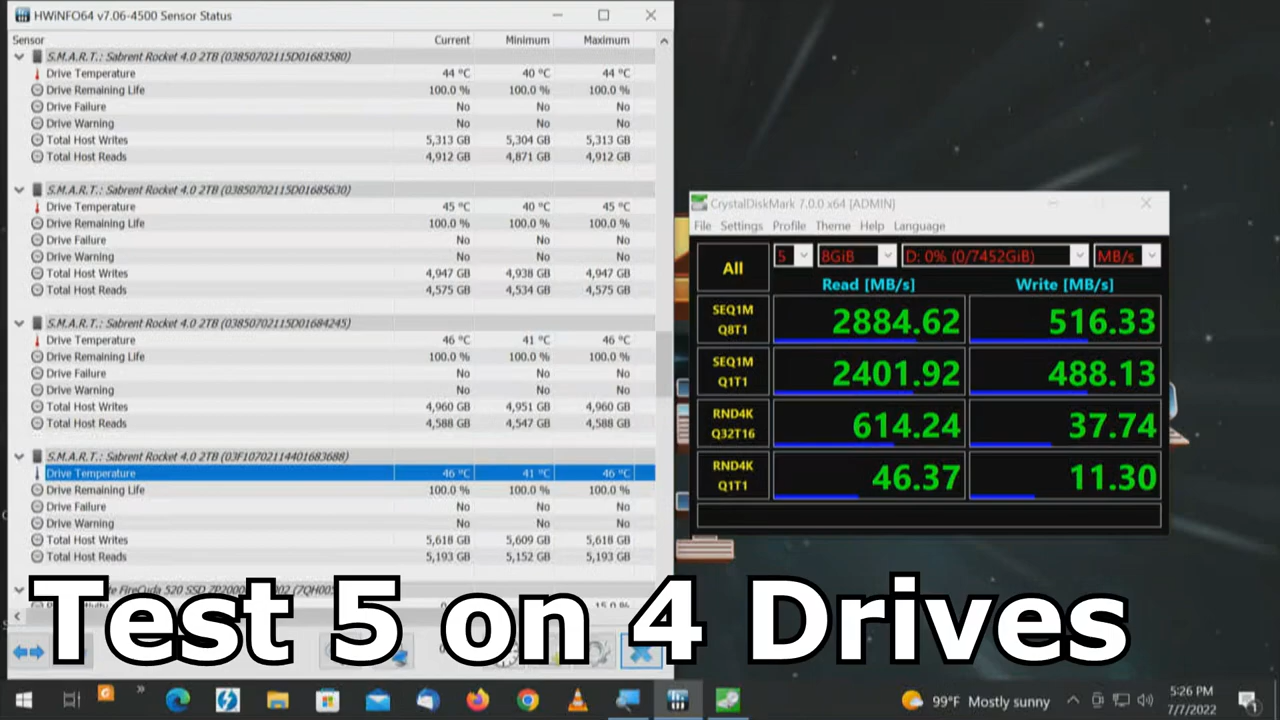 HWiNFO64 v7.06-4500 Sensor Status
Sensor Current Minimum Maximum
S.M.A.R.T.: Sabrent Rocket 4.0 2TB (03850702115D01683580)
Drive Temperature 44 °C 40 °C 44 °C
Drive Remaining Life 100.0 % 100.0 % 100.0 %
Drive Failure No No No
Drive Warning No No No
Total Host Writes 5,313 GB 5,304 GB 5,313 GB
Total Host Reads 4,912 GB 4,871 GB 4,912 GB
S.M.A.R.T.: Sabrent Rocket 4.0 2TB (03850702115D01685630)
Drive Temperature 45 °C 40 °C 45 °C
Drive Remaining Life 100.0 % 100.0 % 100.0 %
Drive Failure No No No
Drive Warning No No No
Total Host Writes 4,947 GB 4,938 GB 4,947 GB
Total Host Reads 4,575 GB 4,534 GB 4,575 GB
S.M.A.R.T.: Sabrent Rocket 4.0 2TB (03850702115D01684245)
Drive Temperature 46 °C 41 °C 46 °C
Drive Remaining Life 100.0 % 100.0 % 100.0 %
Drive Failure No No No
Drive Warning No No No
Total Host Writes 4,960 GB 4,951 GB 4,960 GB
Total Host Reads 4,588 GB 4,547 GB 4,588 GB
S.M.A.R.T.: Sabrent Rocket 4.0 2TB (03F10702114401683688)
Drive Temperature 46 °C 41 °C 46 °C
Drive Remaining Life 100.0 % 100.0 % 100.0 %
Drive Failure No No No
Drive Warning No No No
Total Host Writes 5,618 GB 5,609 GB 5,618 GB
Total Host Reads 5,193 GB 5,152 GB 5,193 GB
FireCuda 520 SSD
CrystalDiskMark 7.0.0 x64 [ADMIN]
File Settings Profile Theme Help Language
All 5 8GiB D: 0% (0/7452GiB) MB/s
Read [MB/s] Write [MB/s]
SEQ1M Q8T1 2884.62 516.33
SEQ1M Q1T1 2401.92 488.13
RND4K Q32T16 614.24 37.74
RND4K Q1T1 46.37 11.30
Test 5 on 4 Drives
99°F Mostly sunny
5:26 PM
7/7/2022
1